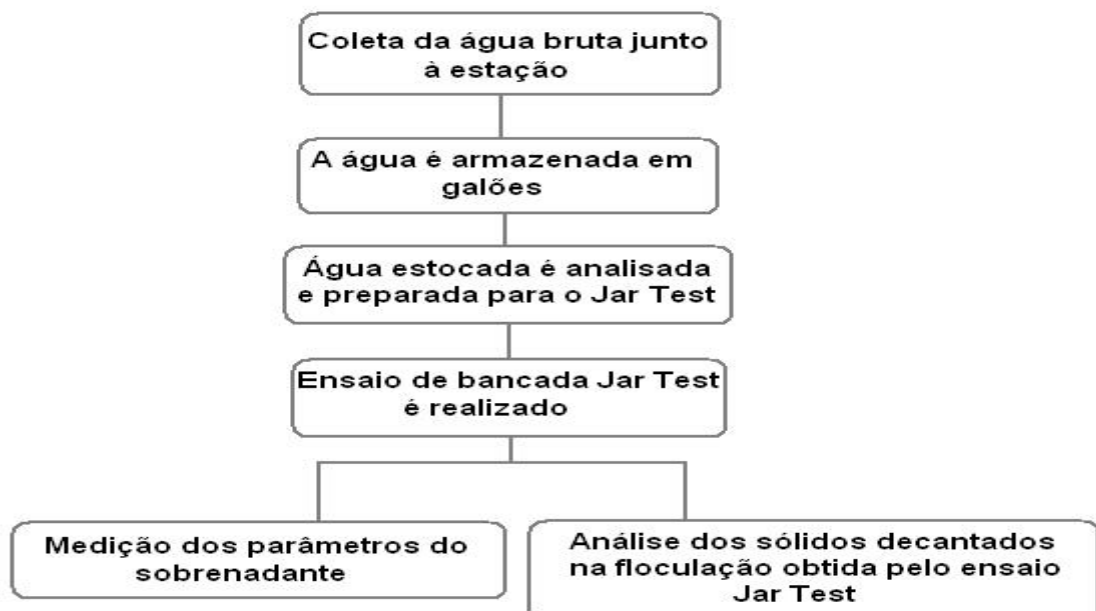 Coleta da água bruta junto
à estação
A água é armazenada em
galões
Água estocada é analisada
e preparada para o Jar Test
Ensaio de bancada Jar Test
é realizado
Medição dos parâmetros do
sobrenadante
Análise dos sólidos decantados
na floculação obtida pelo ensaio
Jar Test